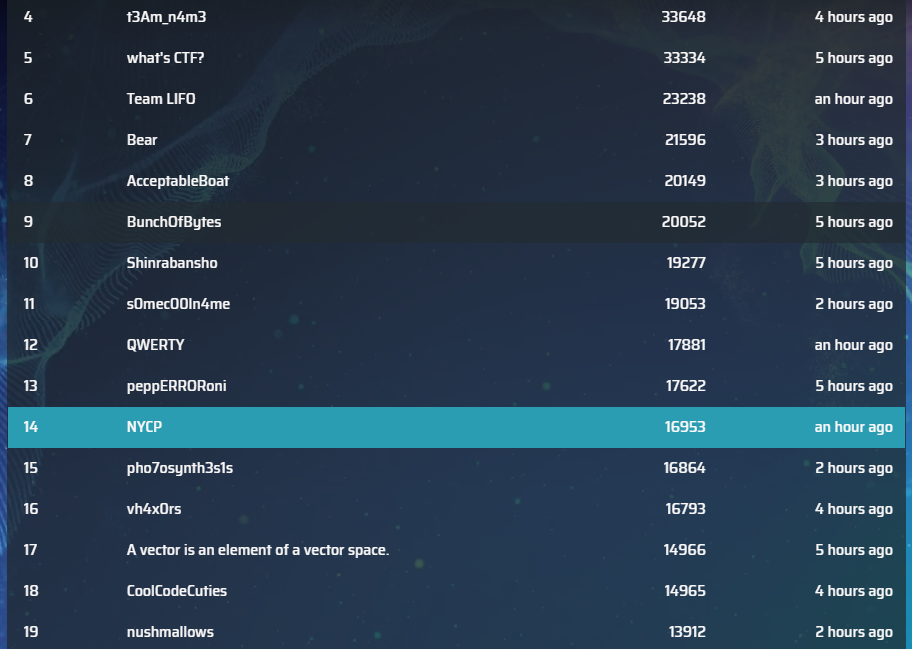 4 t3Am_n4m3 33648 4 hours ago
5 what's CTF? 33334 5 hours ago
6 Team LIFO 23238 an hour ago
7 Bear 21596 3 hours ago
8 AcceptableBoat 20149 3 hours ago
9 BunchOfBytes 20052 5 hours ago
10 Shinrabansho 19277 5 hours ago
11 s0mec00ln4me 19053 2 hours ago
12 QWERTY 17881 an hour ago
13 peppERRORoni 17622 5 hours ago
14 NYCP 16953 an hour ago
15 pho7osynth3s1s 16864 2 hours ago
16 vh4x0rs 16793 4 hours ago
17 A vector is an element of a vector space. 14966 5 hours ago
18 CoolCodeCuties 14965 4 hours ago
19 nushmallows 13912 2 hours ago